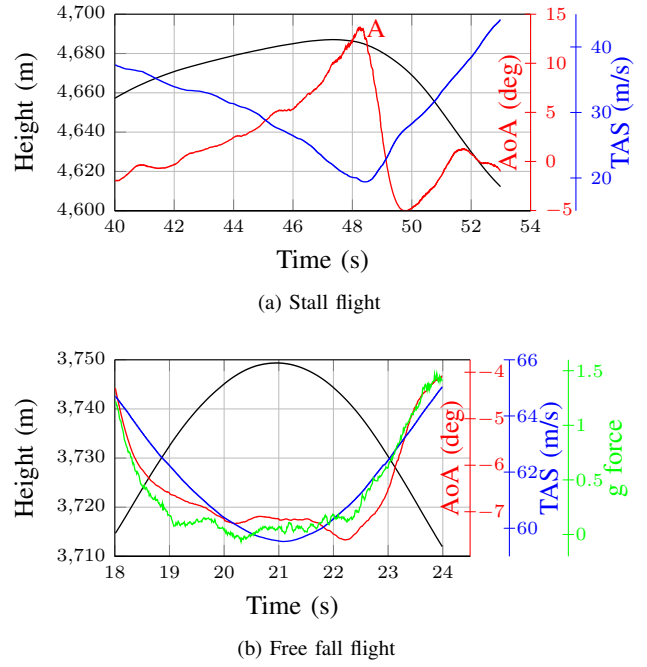 4,700
4,680
4,660
4,640
4,620
4,600
Height (m)
40 42 44 46 48 50 52 54
Time (s)
A
15
10
5
0
−5
AoA (deg)
40
30
20
TAS (m/s)
(a) Stall flight
3,750
3,740
3,730
3,720
3,710
Height (m)
18 19 20 21 22 23 24
Time (s)
−4
−5
−6
−7
AoA (deg)
66
64
62
60
TAS (m/s)
1.5
1
0.5
0
g force
(b) Free fall flight